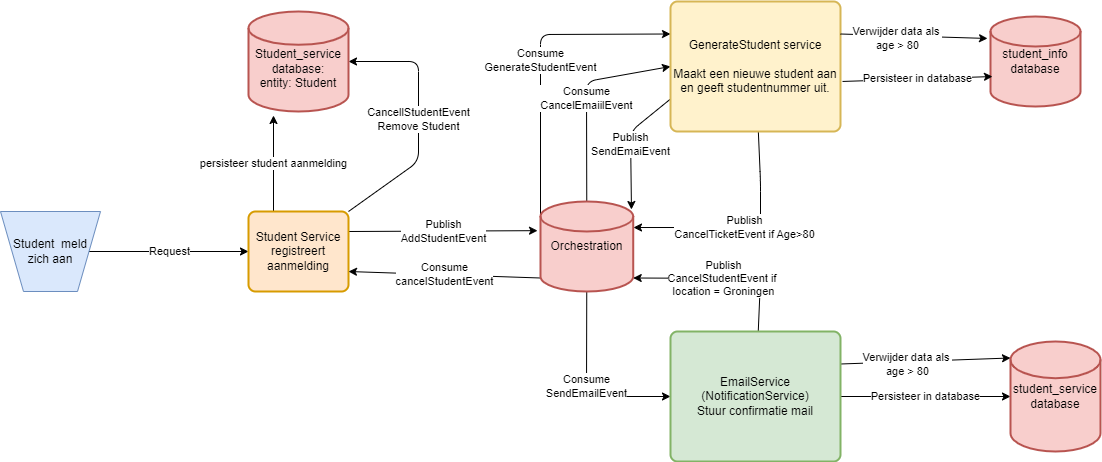 Student_service
database:
entity: Student
CancellStudentEvent
Remove Student
persisteer student aanmelding
Student  meld
zich aan
Request
Student Service
registreert
aanmelding
Publish
AddStudentEvent
Consume
cancelStudentEvent
Orchestration
Consume
GenerateStudentEvent
Consume
CancelEmaiilEvent
Publish
SendEmaiEvent
GenerateStudent service
Maakt een nieuwe student aan
en geeft studentnummer uit.
Verwijder data als
age > 80
Persisteer in database
student_info
database
Publish
CancelTicketEvent if Age>80
Publish
CancelStudentEvent if
location = Groningen
Consume
SendEmailEvent
EmailService
(NotificationService)
Stuur confirmatie mail
Verwijder data als
age > 80
Persisteer in database
student_service
database